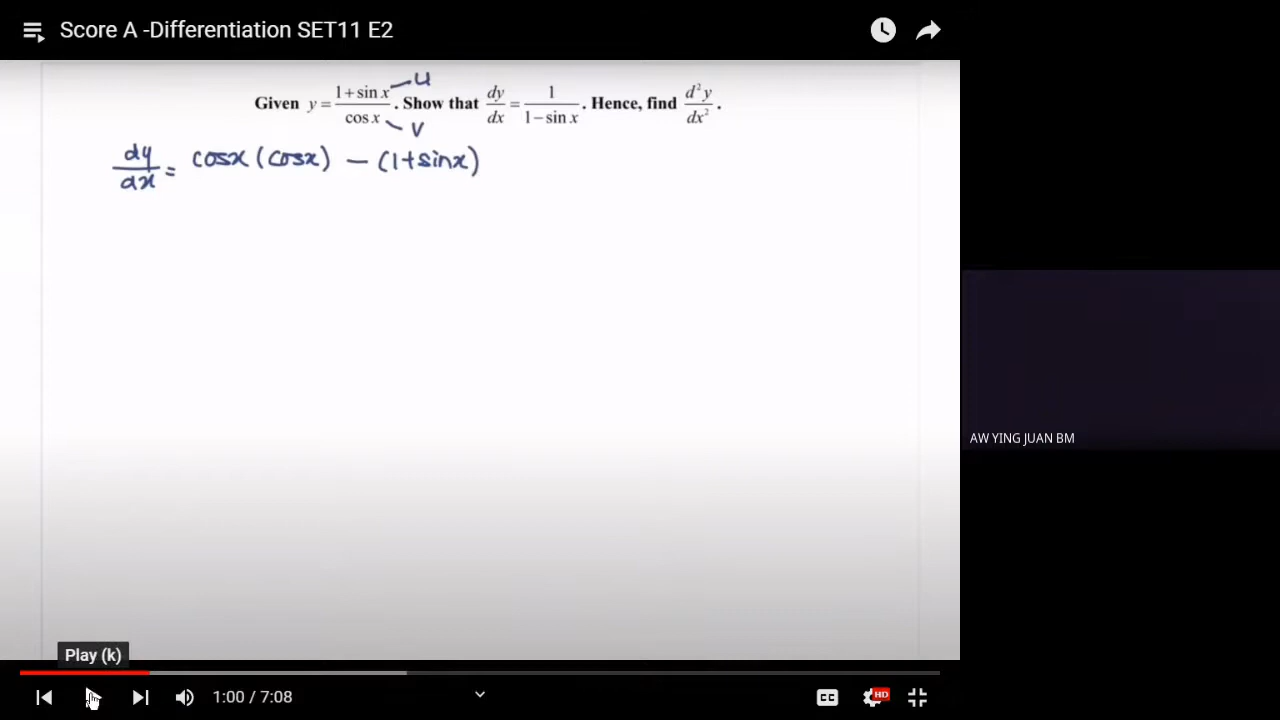 Score A -Differentiation SET11 E2
Given y = (1 + sin x)/(cos x). Show that dy/dx = 1/(1 − sin x). Hence, find d²y/dx².
u
v
dy/dx = cosx (cosx) − (1+sinx)
AW YING JUAN BM
Play (k)
1:00 / 7:08
CC
HD